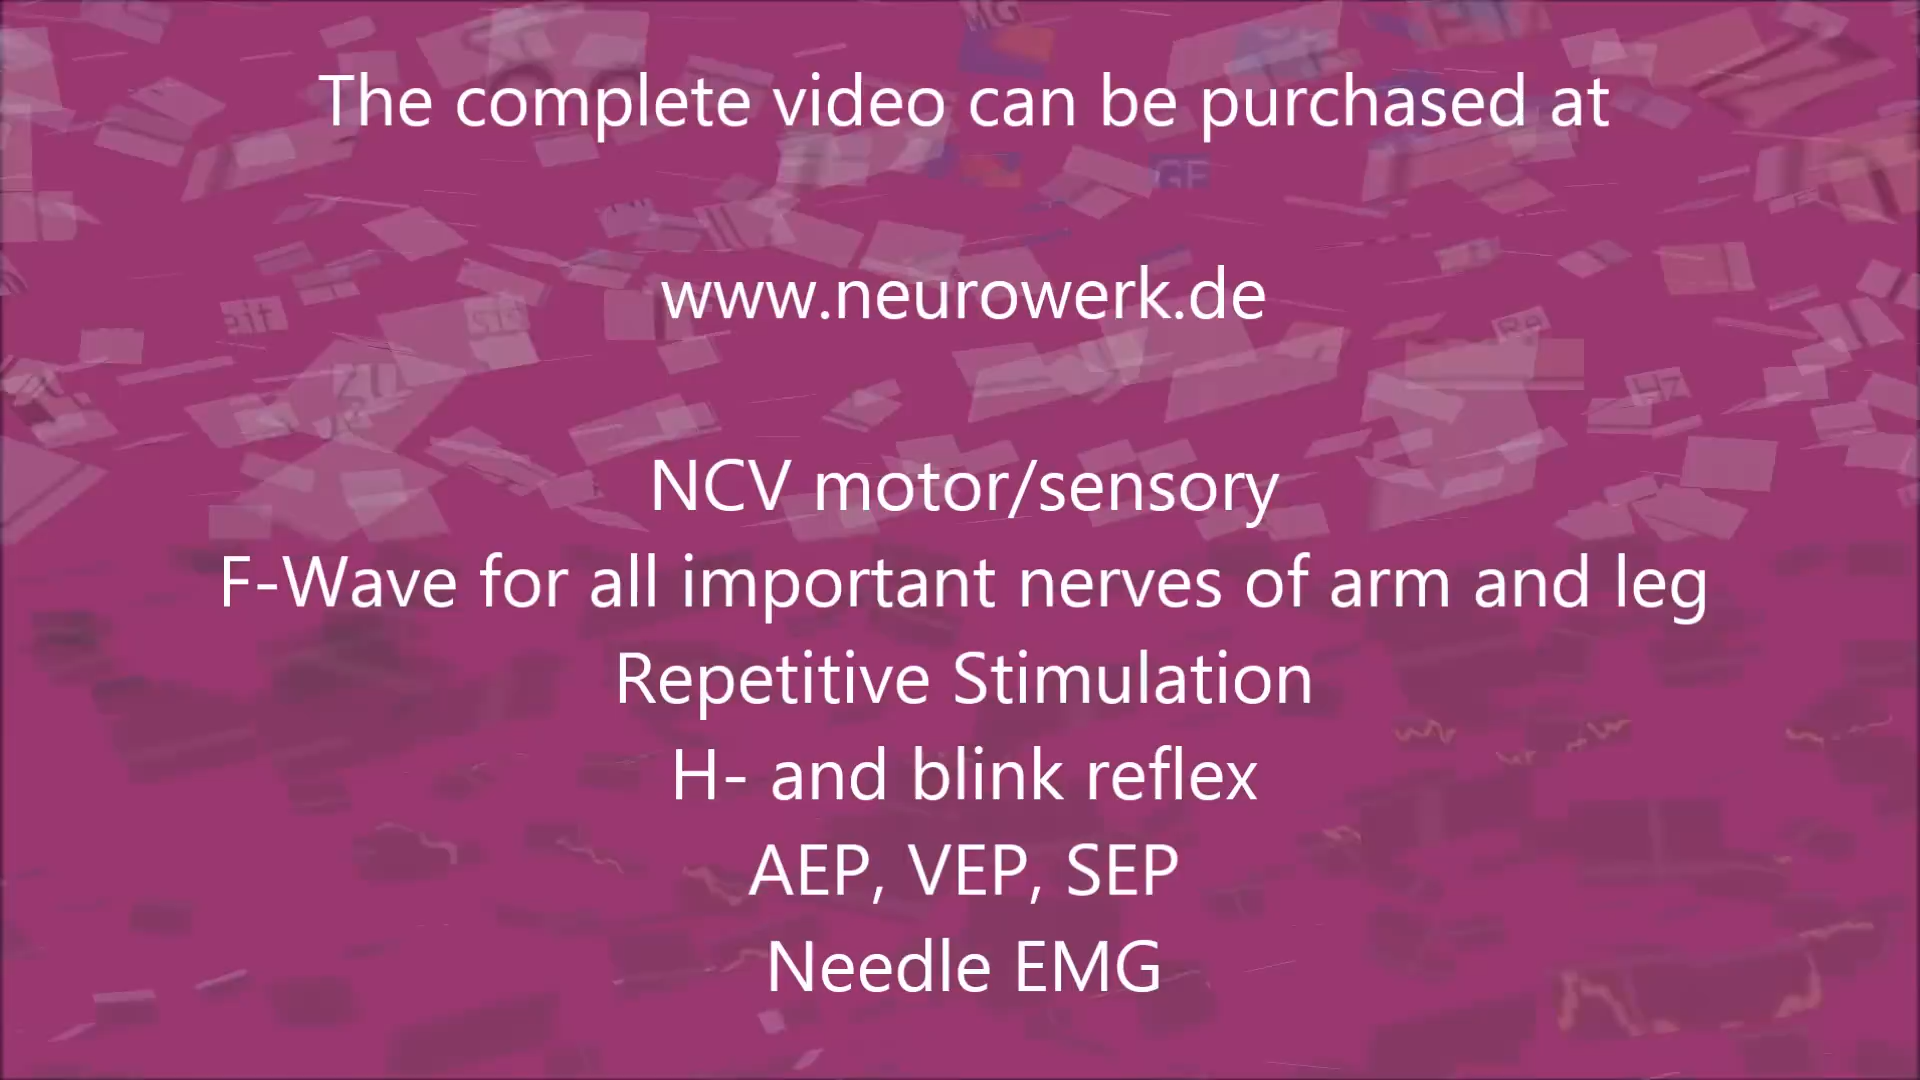 The complete video can be purchased at
www.neurowerk.de
NCV motor/sensory
F-Wave for all important nerves of arm and leg
Repetitive Stimulation
H- and blink reflex
AEP, VEP, SEP
Needle EMG